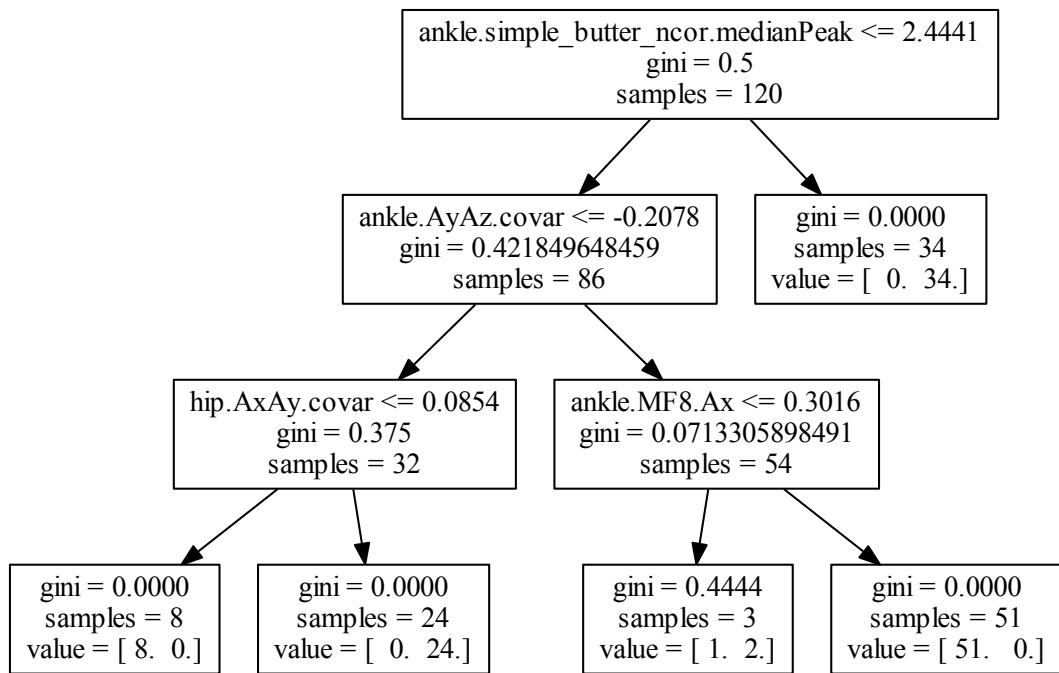 ankle.simple_butter_ncor.medianPeak <= 2.4441
gini = 0.5
samples = 120
ankle.AyAz.covar <= -0.2078
gini = 0.421849648459
samples = 86
gini = 0.0000
samples = 34
value = [  0.  34.]
hip.AxAy.covar <= 0.0854
gini = 0.375
samples = 32
ankle.MF8.Ax <= 0.3016
gini = 0.0713305898491
samples = 54
gini = 0.0000
samples = 8
value = [ 8.  0.]
gini = 0.0000
samples = 24
value = [  0.  24.]
gini = 0.4444
samples = 3
value = [ 1.  2.]
gini = 0.0000
samples = 51
value = [ 51.   0.]